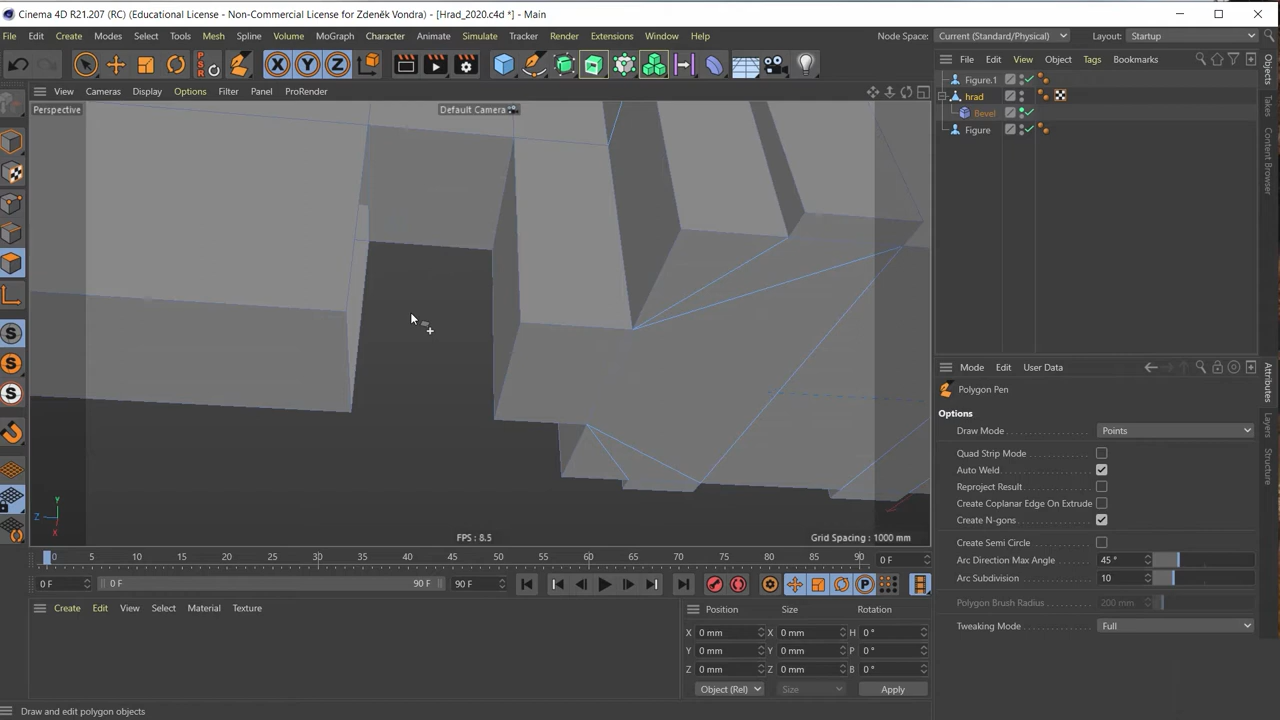 Cinema 4D R21.207 (RC) (Educational License - Non-Commercial License for Zdeněk Vondra) - [Hrad_2020.c4d *] - Main
File Edit Create Modes Select Tools Mesh Spline Volume MoGraph Character Animate Simulate Tracker Render Extensions Window Help Node Space: Current (Standard/Physical) Layout: Startup
X Y Z
PSR
File Edit View Object Tags Bookmarks
View Cameras Display Options Filter Panel ProRender
Perspective Default Camera
Figure.1
hrad
Bevel
Figure
Objects
Takes
Content Browser
Mode Edit User Data
Polygon Pen
Options
Draw Mode Points
Quad Strip Mode
Auto Weld
Reproject Result
Create Coplanar Edge On Extrude
Create N-gons
Create Semi Circle
Arc Direction Max Angle 45 °
Arc Subdivision 10
Polygon Brush Radius 200 mm
Tweaking Mode Full
Attributes
Layers
Structure
S
S
S
Y
Z
X
FPS : 8.5 Grid Spacing : 1000 mm
0 5 10 15 20 25 30 35 40 45 50 55 60 65 70 75 80 85 90 0 F
0 F 0 F 90 F 90 F
P
Create Edit View Select Material Texture
Position Size Rotation
X 0 mm X 0 mm H 0 °
Y 0 mm Y 0 mm P 0 °
Z 0 mm Z 0 mm B 0 °
Object (Rel) Size Apply
Draw and edit polygon objects